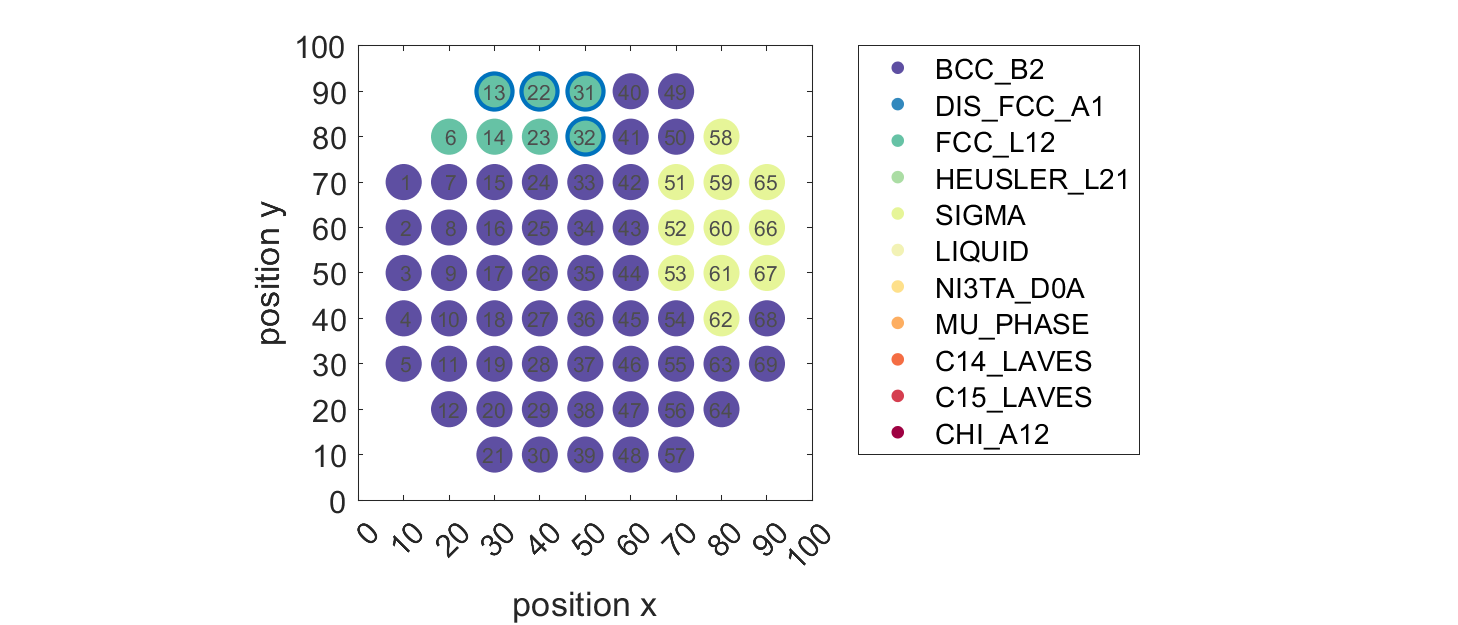 100
90
80
70
60
50
40
30
20
10
0
position y
13 22 31 40 49
6 14 23 32 41 50 58
1 7 15 24 33 42 51 59 65
2 8 16 25 34 43 52 60 66
3 9 17 26 35 44 53 61 67
4 10 18 27 36 45 54 62 68
5 11 19 28 37 46 55 63 69
12 20 29 38 47 56 64
21 30 39 48 57
0 10 20 30 40 50 60 70 80 90 100
position x
BCC_B2
DIS_FCC_A1
FCC_L12
HEUSLER_L21
SIGMA
LIQUID
NI3TA_D0A
MU_PHASE
C14_LAVES
C15_LAVES
CHI_A12